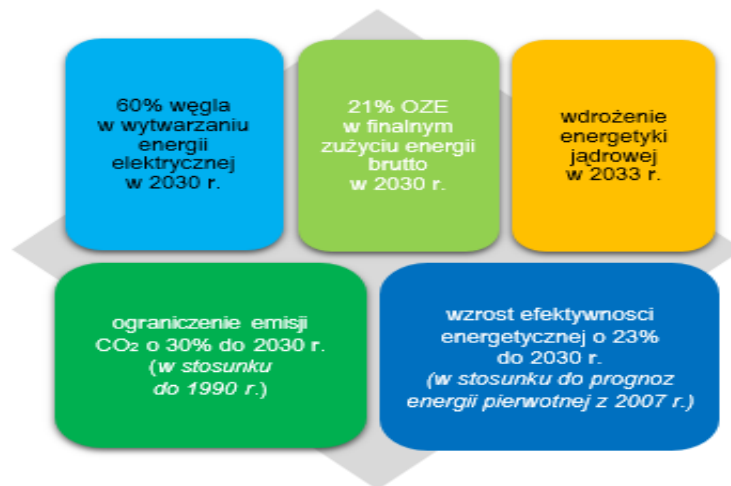 60% węgla
w wytwarzaniu
energii
elektrycznej
w 2030 r.
21% OZE
w finalnym
zużyciu energii
brutto
w 2030 r.
wdrożenie
energetyki
jądrowej
w 2033 r.
ograniczenie emisji
CO₂ o 30% do 2030 r.
(w stosunku
do 1990 r.)
wzrost efektywnosci
energetycznej o 23%
do 2030 r.
(w stosunku do prognoz
energii pierwotnej z 2007 r.)